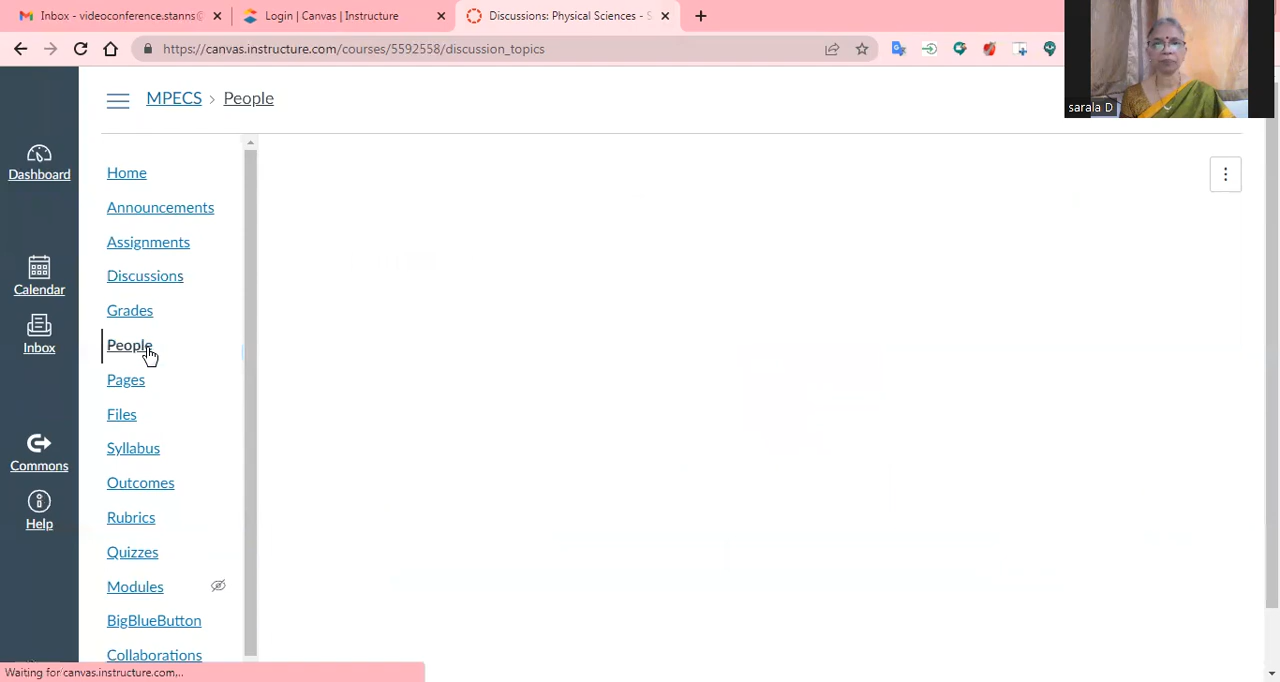 Inbox - videoconference.stanns@
Login | Canvas | Instructure
Discussions: Physical Sciences - S
https://canvas.instructure.com/courses/5592558/discussion_topics
sarala D
MPECS > People
Dashboard
Calendar
Inbox
Commons
Help
Home
Announcements
Assignments
Discussions
Grades
People
Pages
Files
Syllabus
Outcomes
Rubrics
Quizzes
Modules
BigBlueButton
Collaborations
Waiting for canvas.instructure.com...